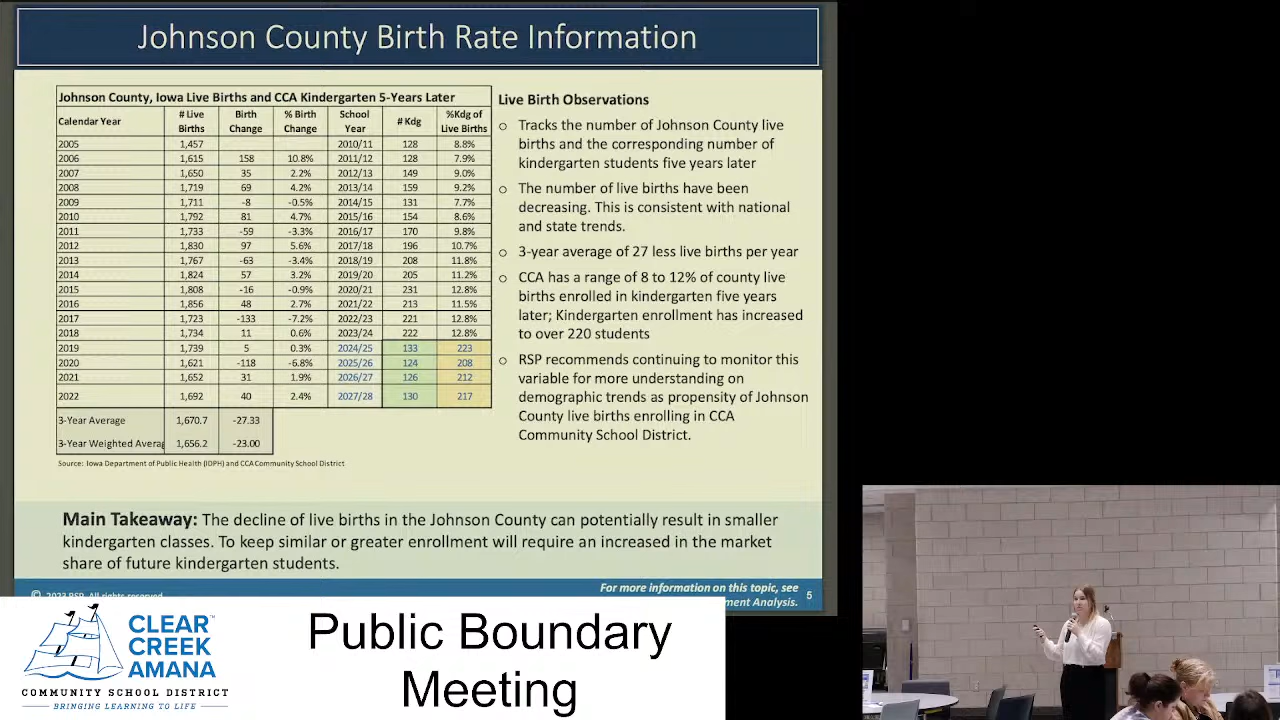 Johnson County Birth Rate Information
Johnson County, Iowa Live Births and CCA Kindergarten 5-Years Later
Calendar Year # Live Births Birth Change % Birth Change School Year # Kdg %Kdg of Live Births
2005 1,457 2010/11 128 8.8%
2006 1,615 158 10.8% 2011/12 128 7.9%
2007 1,650 35 2.2% 2012/13 149 9.0%
2008 1,719 69 4.2% 2013/14 159 9.2%
2009 1,711 -8 -0.5% 2014/15 131 7.7%
2010 1,792 81 4.7% 2015/16 154 8.6%
2011 1,733 -59 -3.3% 2016/17 170 9.8%
2012 1,830 97 5.6% 2017/18 196 10.7%
2013 1,767 -63 -3.4% 2018/19 208 11.8%
2014 1,824 57 3.2% 2019/20 205 11.2%
2015 1,808 -16 -0.9% 2020/21 231 12.8%
2016 1,856 48 2.7% 2021/22 213 11.5%
2017 1,723 -133 -7.2% 2022/23 221 12.8%
2018 1,734 11 0.6% 2023/24 222 12.8%
2019 1,739 5 0.3% 2024/25 133 223
2020 1,621 -118 -6.8% 2025/26 124 208
2021 1,652 31 1.9% 2026/27 126 212
2022 1,692 40 2.4% 2027/28 130 217
3-Year Average 1,670.7 -27.33
3-Year Weighted Averag 1,656.2 -23.00
Source: Iowa Department of Public Health (IDPH) and CCA Community School District
Live Birth Observations
o Tracks the number of Johnson County live
births and the corresponding number of
kindergarten students five years later
o The number of live births have been
decreasing. This is consistent with national
and state trends.
o 3-year average of 27 less live births per year
o CCA has a range of 8 to 12% of county live
births enrolled in kindergarten five years
later; Kindergarten enrollment has increased
to over 220 students
o RSP recommends continuing to monitor this
variable for more understanding on
demographic trends as propensity of Johnson
County live births enrolling in CCA
Community School District.
Main Takeaway: The decline of live births in the Johnson County can potentially result in smaller
kindergarten classes. To keep similar or greater enrollment will require an increased in the market
share of future kindergarten students.
© 2023 RSP. All rights reserved
For more information on this topic, see
ment Analysis.
5
CLEAR
CREEK
AMANA
COMMUNITY SCHOOL DISTRICT
BRINGING LEARNING TO LIFE
Public Boundary
Meeting